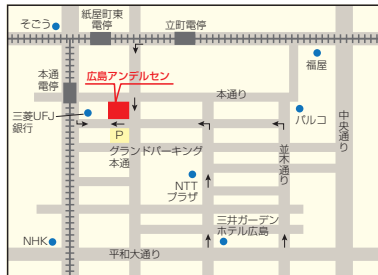 そごう
紙屋町東
電停
立町電停
福屋
本通
電停
広島アンデルセン
本通り
三菱UFJ
銀行
P
パルコ
中央通り
グランドパーキング
本通
並木通り
NTT
プラザ
三井ガーデン
ホテル広島
NHK
平和大通り